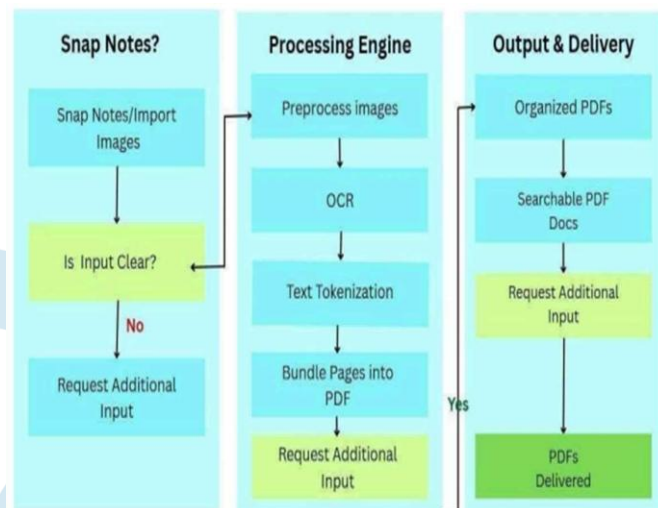 Snap Notes?
Snap Notes/Import
Images
Is Input Clear?
No
Request Additional
Input
Processing Engine
Preprocess images
OCR
Text Tokenization
Bundle Pages into
PDF
Request Additional
Input
Yes
Output & Delivery
Organized PDFs
Searchable PDF
Docs
Request Additional
Input
PDFs
Delivered